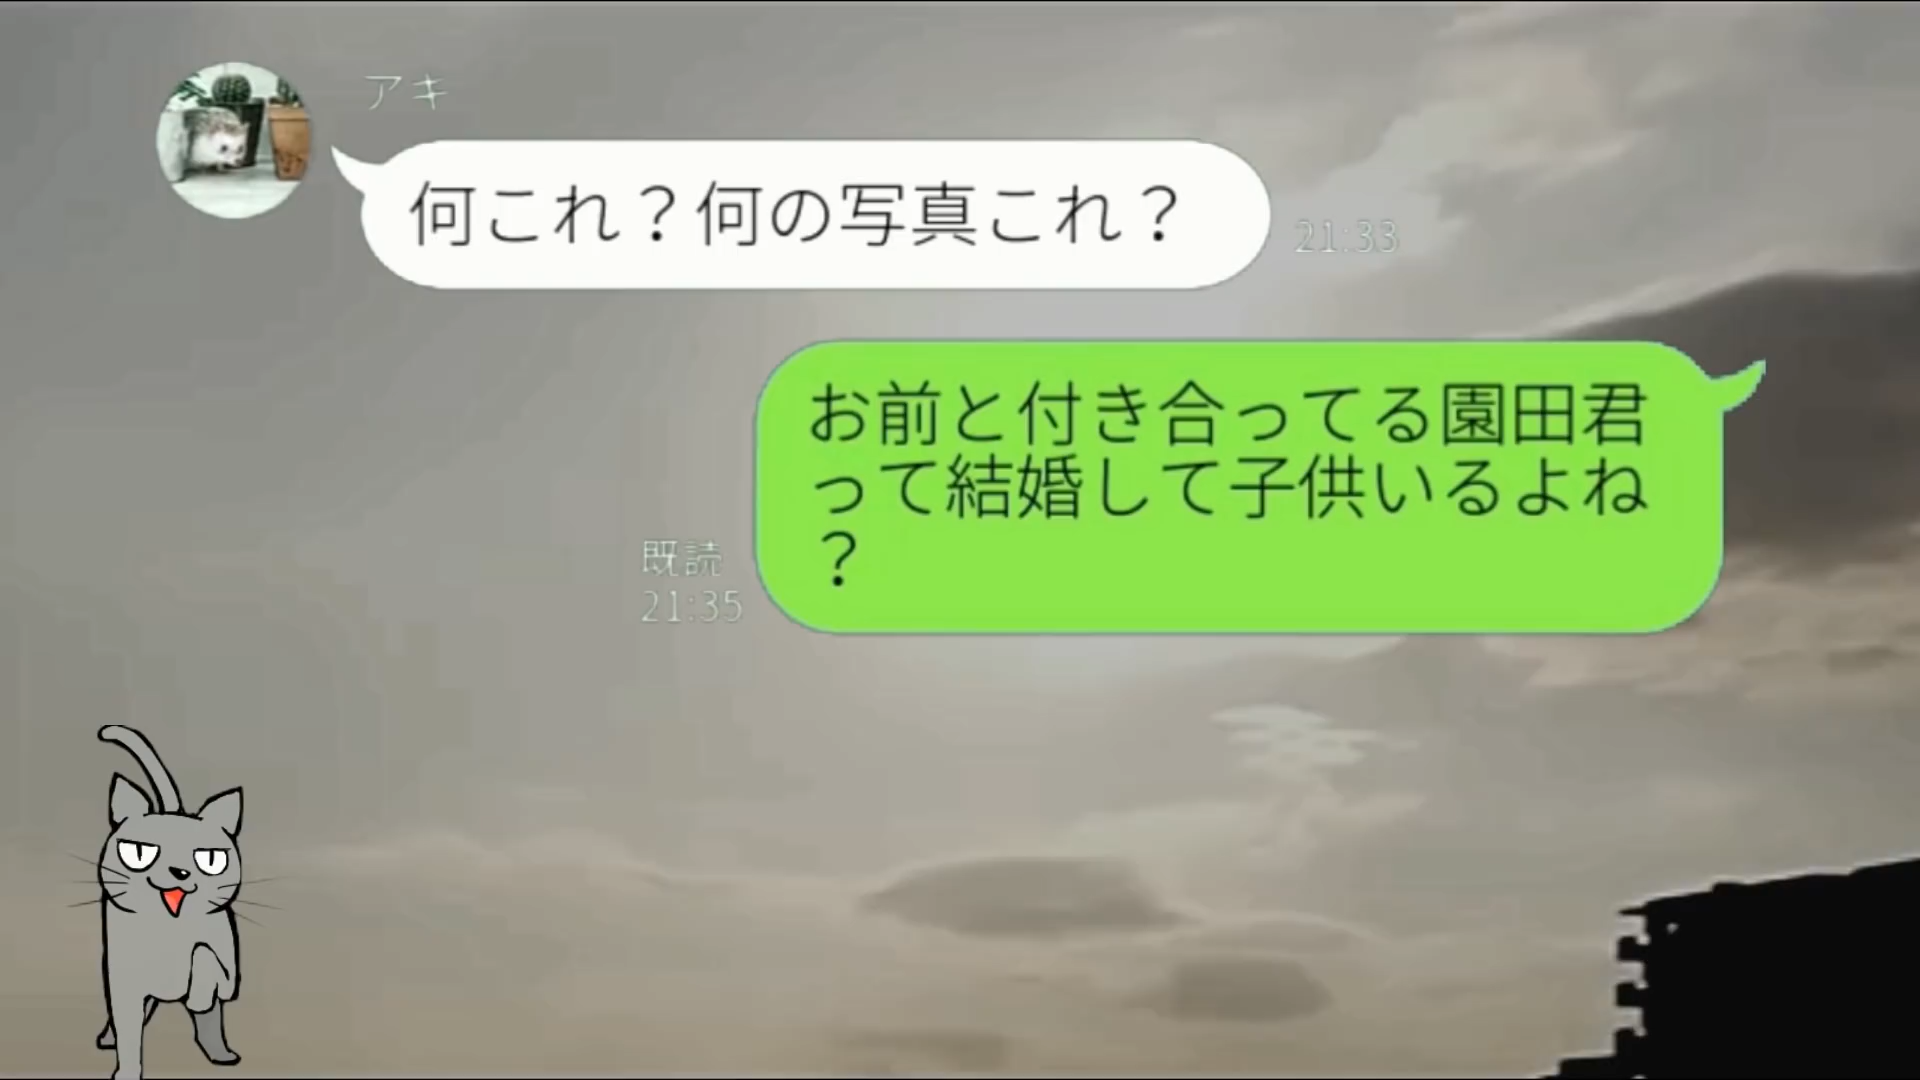 アキ
何これ？何の写真これ？
21:33
お前と付き合ってる園田君
って結婚して子供いるよね
？
既読
21:35